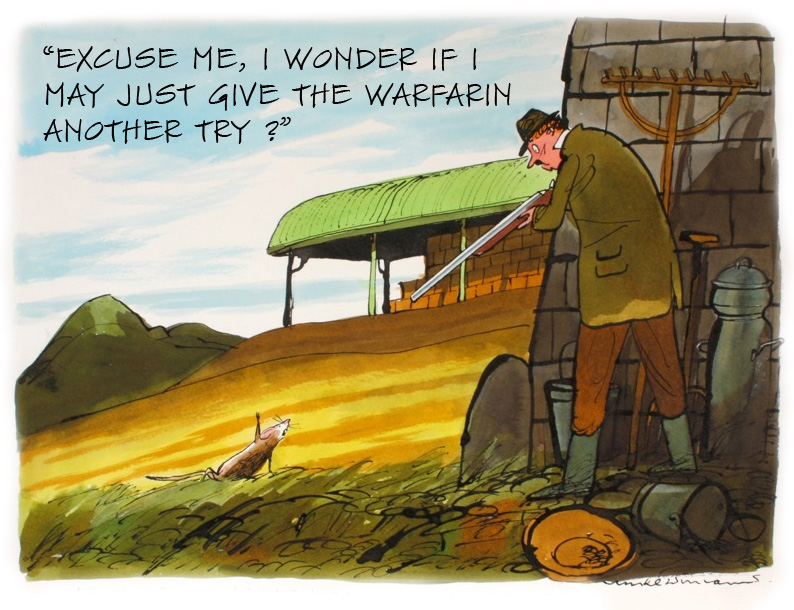 “EXCUSE ME, I WONDER IF I
MAY JUST GIVE THE WARFARIN
ANOTHER TRY ?”